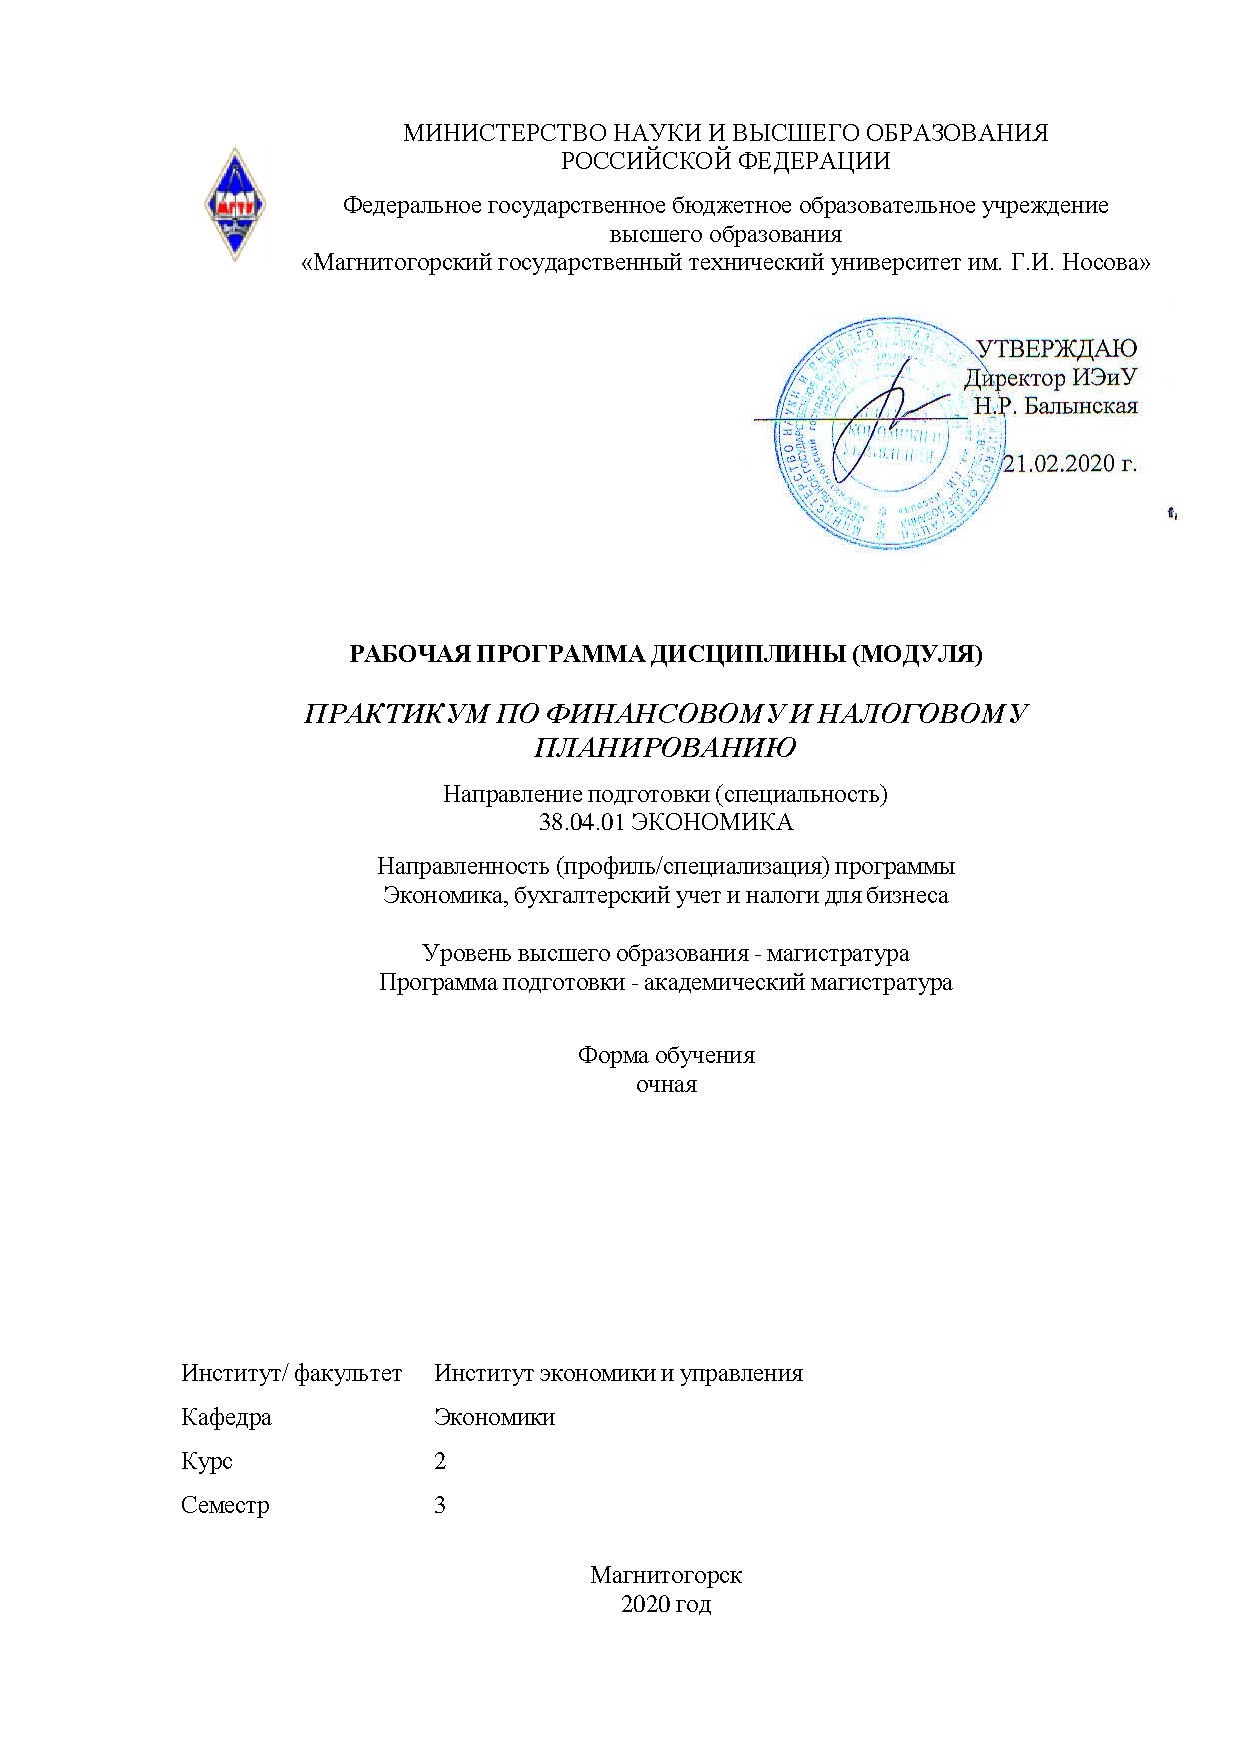 МИНИСТЕРСТВО НАУКИ И ВЫСШЕГО ОБРАЗОВАНИЯ
РОССИЙСКОЙ ФЕДЕРАЦИИ
МГТУ
Федеральное государственное бюджетное образовательное учреждение
высшего образования
«Магнитогорский государственный технический университет им. Г.И. Носова»
УТВЕРЖДАЮ
Директор ИЭиУ
Н.Р. Балынская
21.02.2020 г.
РАБОЧАЯ ПРОГРАММА ДИСЦИПЛИНЫ (МОДУЛЯ)
ПРАКТИКУМ ПО ФИНАНСОВОМУ И НАЛОГОВОМУ
ПЛАНИРОВАНИЮ
Направление подготовки (специальность)
38.04.01 ЭКОНОМИКА
Направленность (профиль/специализация) программы
Экономика, бухгалтерский учет и налоги для бизнеса
Уровень высшего образования - магистратура
Программа подготовки - академический магистратура
Форма обучения
очная
Институт/ факультет Институт экономики и управления
Кафедра Экономики
Курс 2
Семестр 3
Магнитогорск
2020 год